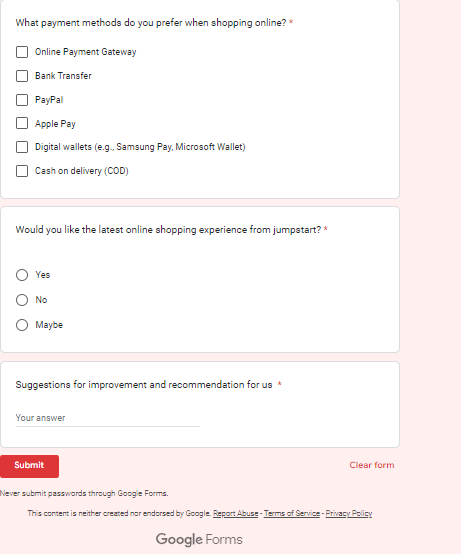 What payment methods do you prefer when shopping online? *
Online Payment Gateway
Bank Transfer
PayPal
Apple Pay
Digital wallets (e.g., Samsung Pay, Microsoft Wallet)
Cash on delivery (COD)
Would you like the latest online shopping experience from jumpstart? *
Yes
No
Maybe
Suggestions for improvement and recommendation for us *
Your answer
Submit
Clear form
Never submit passwords through Google Forms.
This content is neither created nor endorsed by Google. Report Abuse - Terms of Service - Privacy Policy
Google Forms